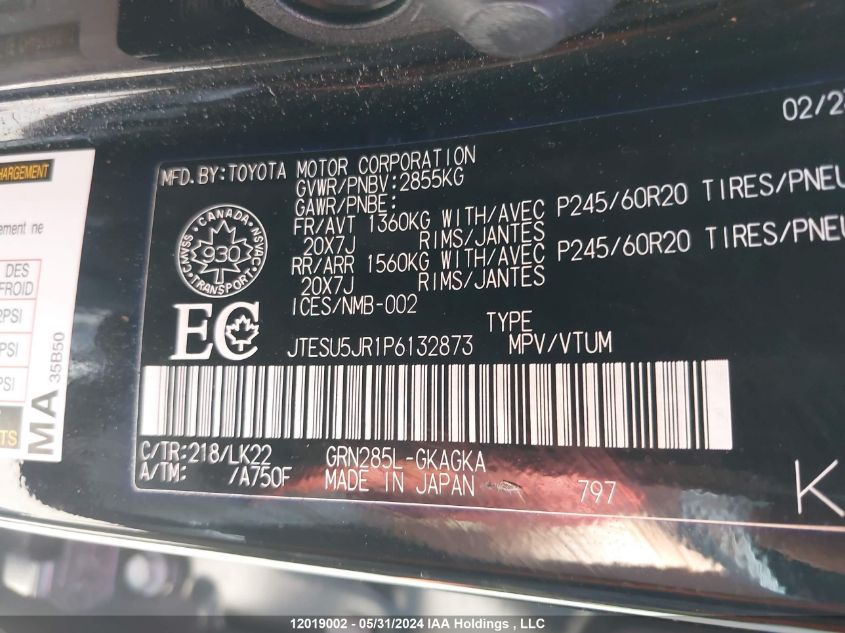 02/2
MFD.BY:TOYOTA MOTOR CORPORATION
GVWR/PNBV:2855KG
GAWR/PNBE:
FR/AVT 1360KG WITH/AVEC P245/60R20 TIRES/PNEU
20X7J RIMS/JANTES
RR/ARR 1560KG WITH/AVEC P245/60R20 TIRES/PNEU
20X7J RIMS/JANTES
ICES/NMB-002
CANADA
CMVSS NSVAC
930
TRANSPORT
EC
TYPE
JTESU5JR1P6132873 MPV/VTUM
C/TR:218/LK22 GRN285L-GKAGKA
A/TM: /A750F MADE IN JAPAN 797
K
HARGEMENT
ement ne
DES
FROID
PSI
PSI
PSI
TS
MA 35B50
12019002 - 05/31/2024 IAA Holdings , LLC